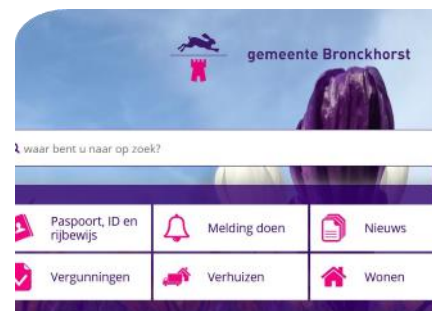 gemeente Bronckhorst
waar bent u naar op zoek?
Paspoort, ID en
rijbewijs
Melding doen
Nieuws
Vergunningen
Verhuizen
Wonen